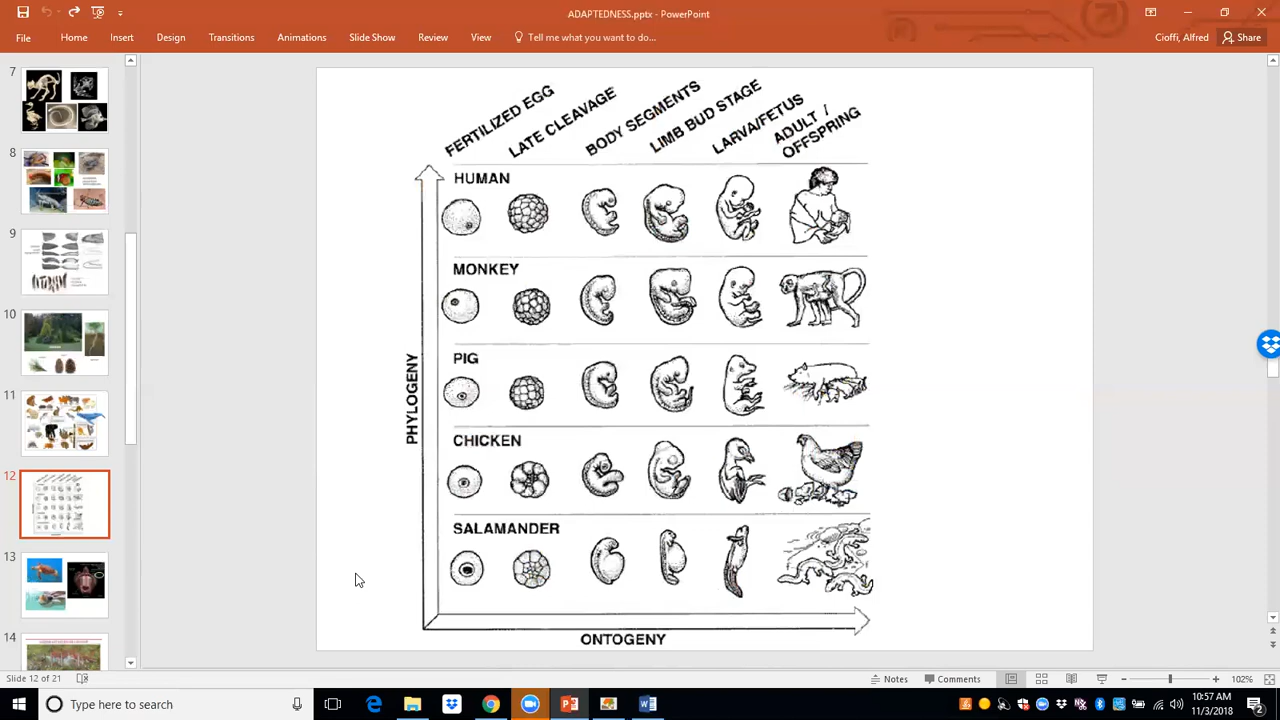 ADAPTEDNESS.pptx - PowerPoint
File Home Insert Design Transitions Animations Slide Show Review View Tell me what you want to do... Cioffi, Alfred Share
7
8
9
10
11
12
13
14
FERTILIZED EGG
LATE CLEAVAGE
BODY SEGMENTS
LIMB BUD STAGE
LARVA/FETUS
ADULT /
OFFSPRING
HUMAN
MONKEY
PIG
CHICKEN
SALAMANDER
PHYLOGENY
ONTOGENY
Slide 12 of 21 Notes Comments 102%
Type here to search
10:57 AM
11/3/2018
2